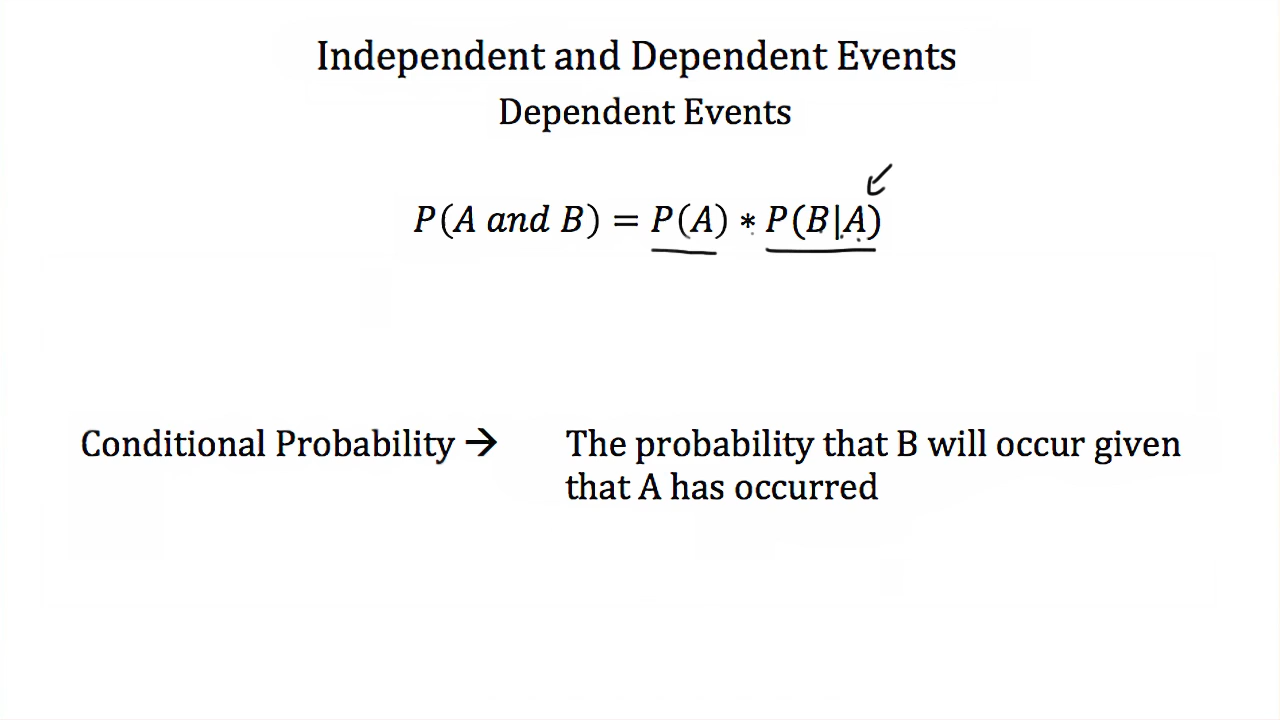 Independent and Dependent Events
Dependent Events
P(A and B) = P(A) * P(B|A)
Conditional Probability → The probability that B will occur given
that A has occurred